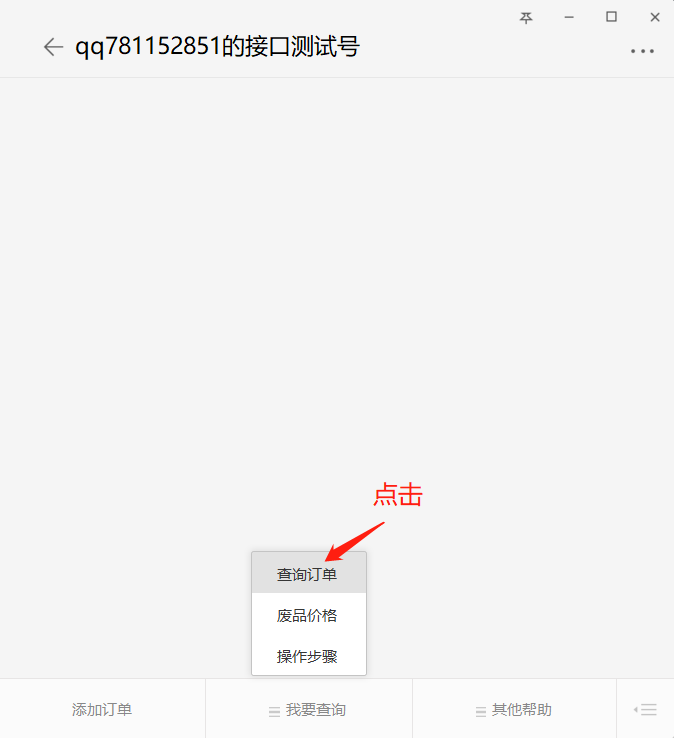 qq781152851的接口测试号
点击
查询订单
废品价格
操作步骤
添加订单
我要查询
其他帮助